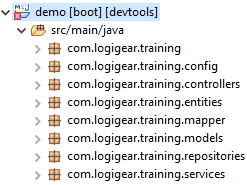 demo [boot] [devtools]
src/main/java
com.logigear.training
com.logigear.training.config
com.logigear.training.controllers
com.logigear.training.entities
com.logigear.training.mapper
com.logigear.training.models
com.logigear.training.repositories
com.logigear.training.services